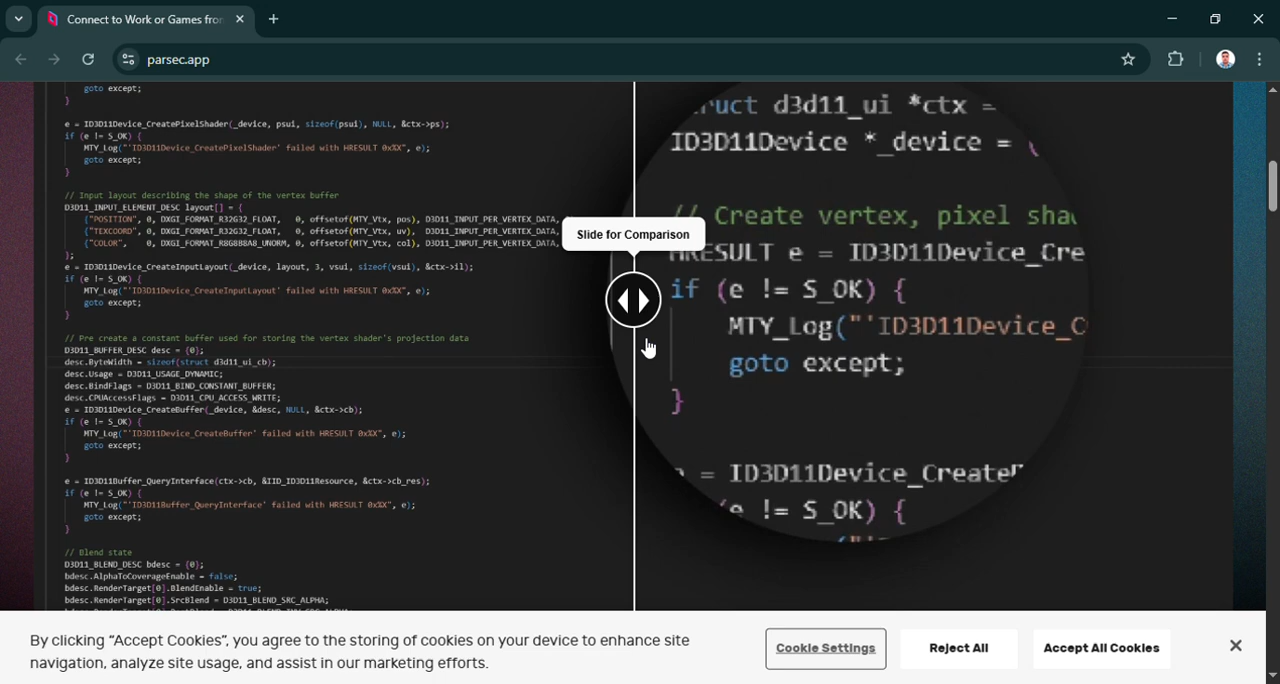 Connect to Work or Games fro
parsec.app
goto except;
}
e = ID3D11Device_CreatePixelShader(_device, psui, sizeof(psui), NULL, &ctx->ps);
if (e != S_OK) {
MTY_Log("'ID3D11Device_CreatePixelShader' failed with HRESULT 0x%X", e);
goto except;
}
// Input layout describing the shape of the vertex buffer
D3D11_INPUT_ELEMENT_DESC layout[] = {
{"POSITION", 0, DXGI_FORMAT_R32G32_FLOAT, 0, offsetof(MTY_Vtx, pos), D3D11_INPUT_PER_VERTEX_DATA,
{"TEXCOORD", 0, DXGI_FORMAT_R32G32_FLOAT, 0, offsetof(MTY_Vtx, uv), D3D11_INPUT_PER_VERTEX_DATA,
{"COLOR", 0, DXGI_FORMAT_R8G8B8A8_UNORM, 0, offsetof(MTY_Vtx, col), D3D11_INPUT_PER_VERTEX_DATA,
};
e = ID3D11Device_CreateInputLayout(_device, layout, 3, vsui, sizeof(vsui), &ctx->il);
if (e != S_OK) {
MTY_Log("'ID3D11Device_CreateInputLayout' failed with HRESULT 0x%X", e);
goto except;
}
// Pre create a constant buffer used for storing the vertex shader's projection data
D3D11_BUFFER_DESC desc = {0};
desc.ByteWidth = sizeof(struct d3d11_ui_cb);
desc.Usage = D3D11_USAGE_DYNAMIC;
desc.BindFlags = D3D11_BIND_CONSTANT_BUFFER;
desc.CPUAccessFlags = D3D11_CPU_ACCESS_WRITE;
e = ID3D11Device_CreateBuffer(_device, &desc, NULL, &ctx->cb);
if (e != S_OK) {
MTY_Log("'ID3D11Device_CreateBuffer' failed with HRESULT 0x%X", e);
goto except;
}
e = ID3D11Buffer_QueryInterface(ctx->cb, &IID_ID3D11Resource, &ctx->cb_res);
if (e != S_OK) {
MTY_Log("'ID3D11Buffer_QueryInterface' failed with HRESULT 0x%X", e);
goto except;
}
// Blend state
D3D11_BLEND_DESC bdesc = {0};
bdesc.AlphaToCoverageEnable = false;
bdesc.RenderTarget[0].BlendEnable = true;
bdesc.RenderTarget[0].SrcBlend = D3D11_BLEND_SRC_ALPHA;
Slide for Comparison
ruct d3d11_ui *ctx =
ID3D11Device *_device = (
// Create vertex, pixel sha
HRESULT e = ID3D11Device_Cre
if (e != S_OK) {
MTY_Log("'ID3D11Device_C
goto except;
}
e = ID3D11Device_Create
(e != S_OK) {
By clicking “Accept Cookies”, you agree to the storing of cookies on your device to enhance site
navigation, analyze site usage, and assist in our marketing efforts.
Cookie Settings
Reject All
Accept All Cookies